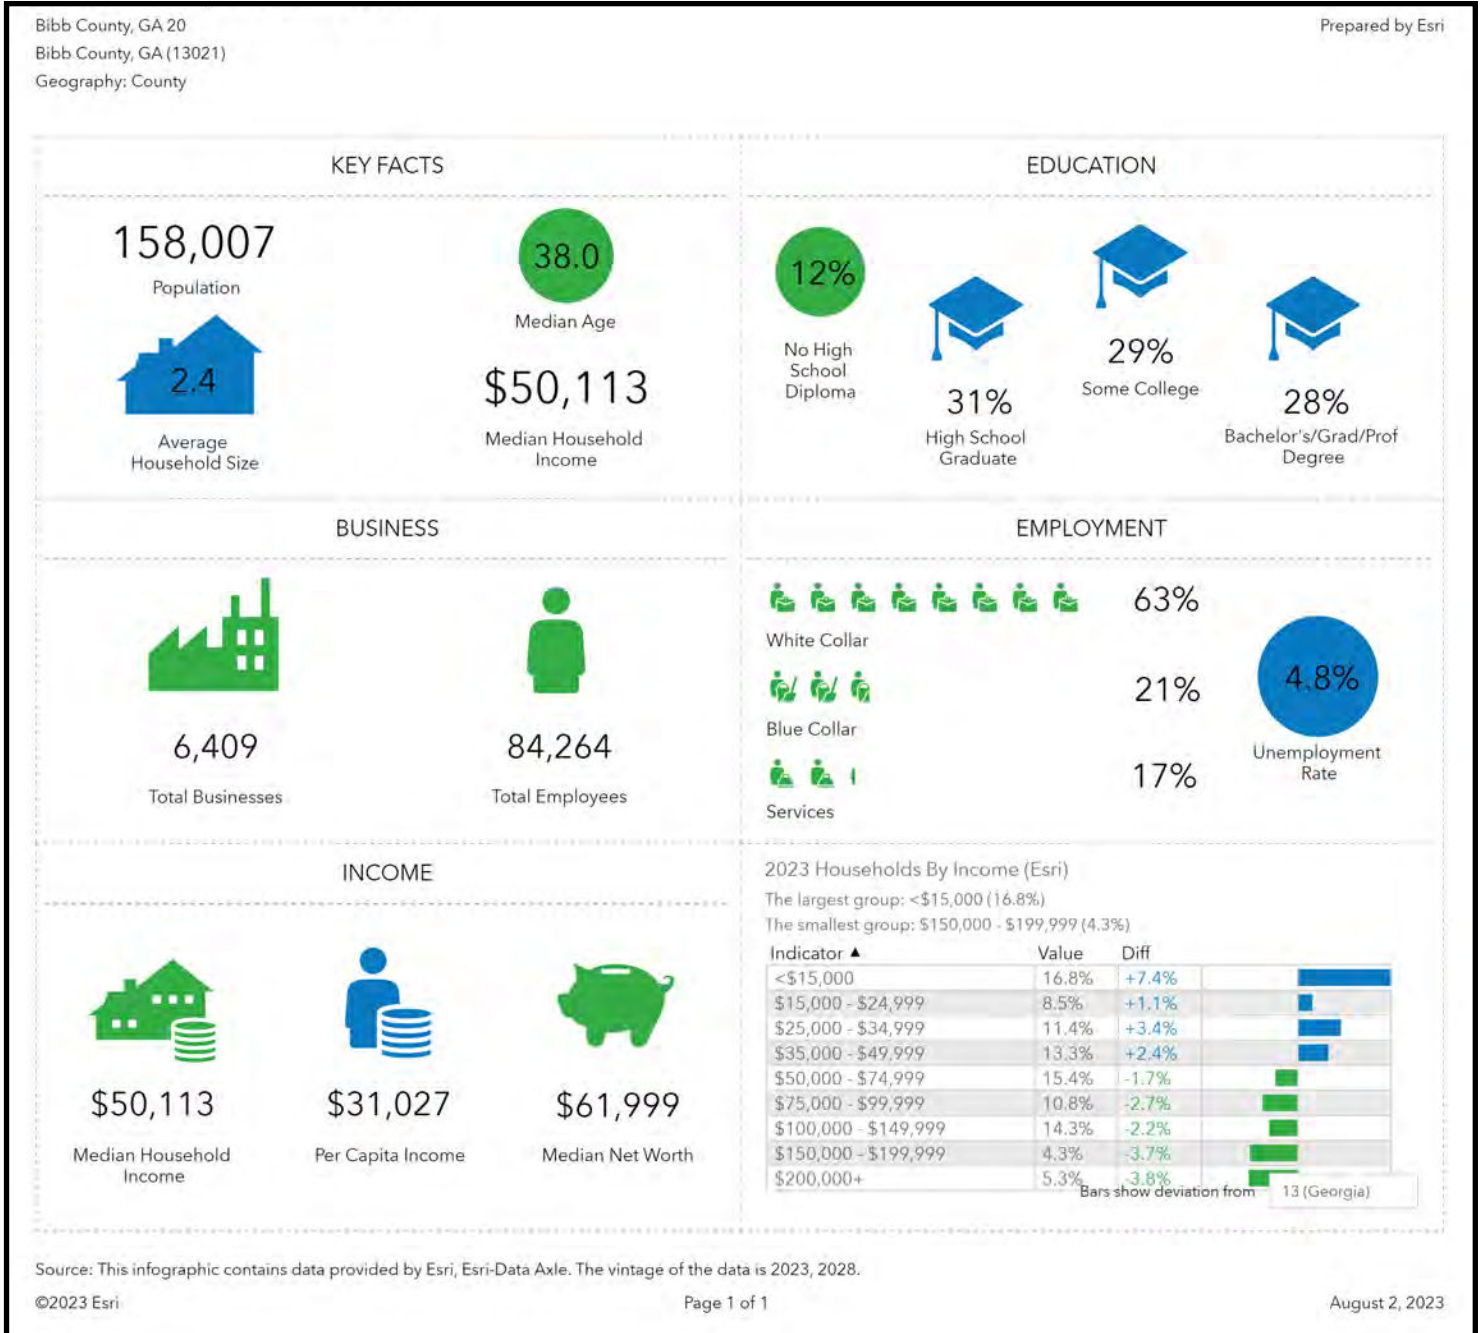 Bibb County, GA 20
Prepared by Esri
Bibb County, GA (13021)
Geography: County
KEY FACTS
158,007
Population
38.0
Median Age
2.4
Average
Household Size
$50,113
Median Household
Income
EDUCATION
12%
No High
School
Diploma
31%
High School
Graduate
29%
Some College
28%
Bachelor's/Grad/Prof
Degree
BUSINESS
6,409
Total Businesses
84,264
Total Employees
EMPLOYMENT
63%
White Collar
21%
Blue Collar
17%
Services
4.8%
Unemployment
Rate
INCOME
$50,113
Median Household
Income
$31,027
Per Capita Income
$61,999
Median Net Worth
2023 Households By Income (Esri)
The largest group: <$15,000 (16.8%)
The smallest group: $150,000 - $199,999 (4.3%)
Indicator ▲ Value Diff
<$15,000 16.8% +7.4%
$15,000 - $24,999 8.5% +1.1%
$25,000 - $34,999 11.4% +3.4%
$35,000 - $49,999 13.3% +2.4%
$50,000 - $74,999 15.4% -1.7%
$75,000 - $99,999 10.8% -2.7%
$100,000 - $149,999 14.3% -2.2%
$150,000 - $199,999 4.3% -3.7%
$200,000+ 5.3% -3.8%
Bars show deviation from 13 (Georgia)
Source: This infographic contains data provided by Esri, Esri-Data Axle. The vintage of the data is 2023, 2028.
©2023 Esri Page 1 of 1 August 2, 2023